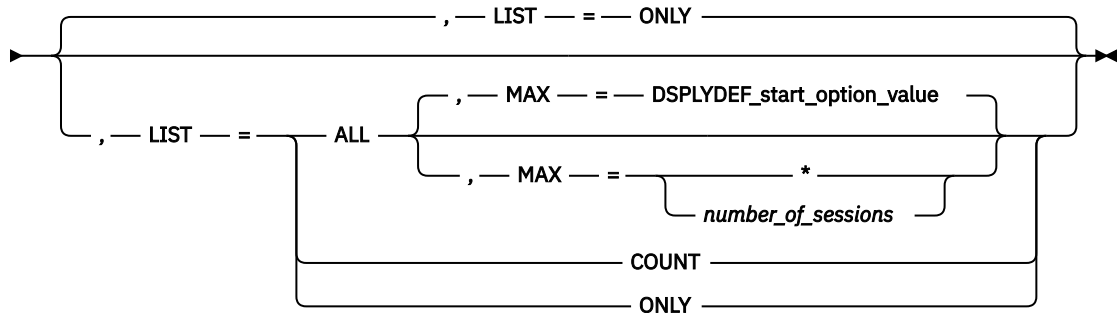 , LIST = ONLY
, MAX = DSPLYDEF_start_option_value
, LIST = ALL
, MAX = *
number_of_sessions
COUNT
ONLY